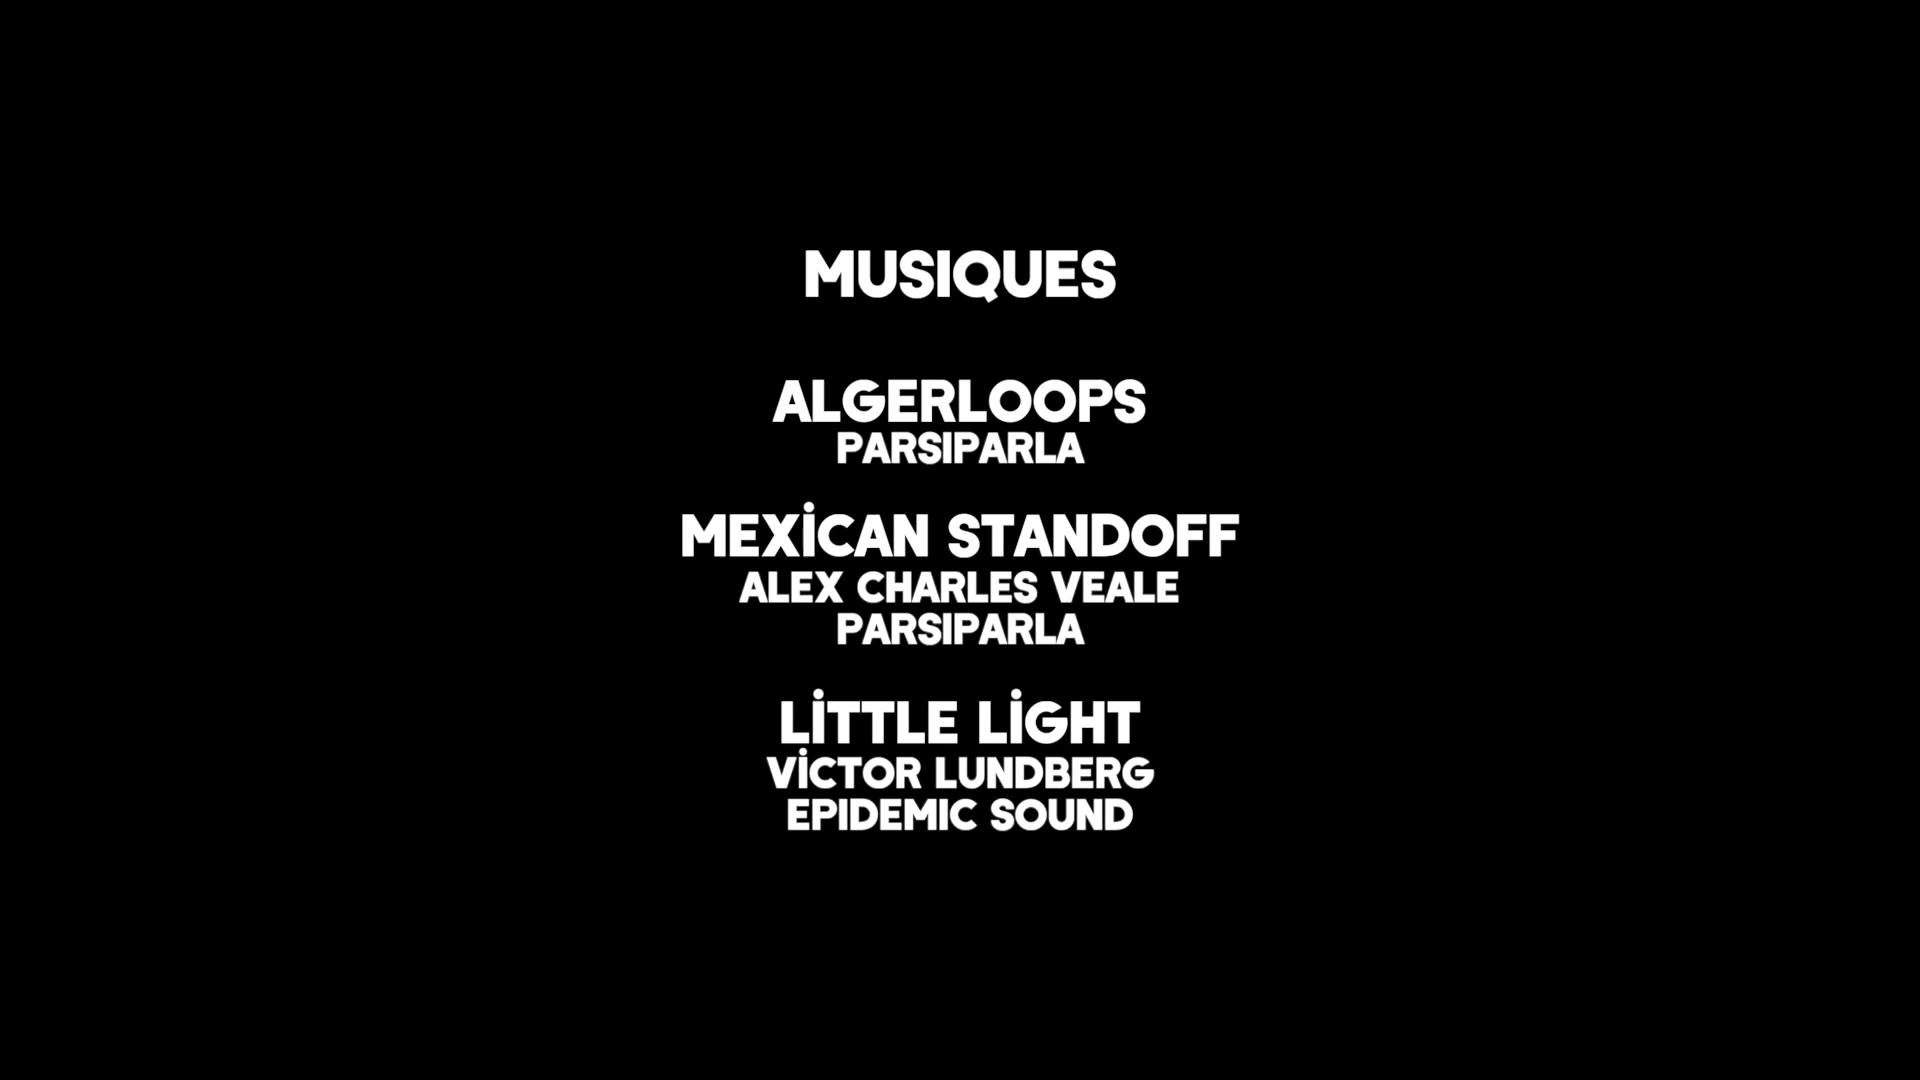 MUSIQUES
ALGERLOOPS
PARSIPARLA
MEXİCAN STANDOFF
ALEX CHARLES VEALE
PARSIPARLA
LİTTLE LİGHT
VİCTOR LUNDBERG
EPIDEMIC SOUND